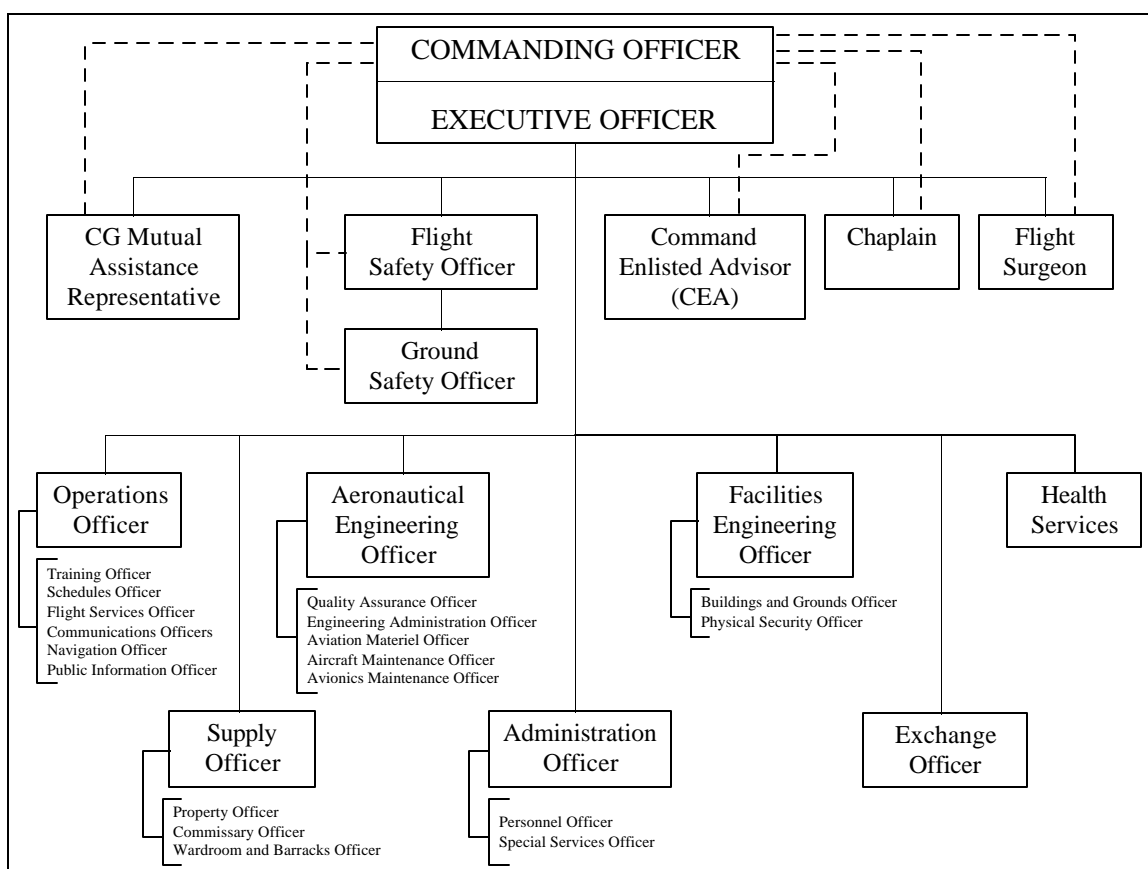 COMMANDING OFFICER
EXECUTIVE OFFICER
CG Mutual
Assistance
Representative
Flight
Safety Officer
Command
Enlisted Advisor
(CEA)
Chaplain
Flight
Surgeon
Ground
Safety Officer
Operations
Officer
Training Officer
Schedules Officer
Flight Services Officer
Communications Officers
Navigation Officer
Public Information Officer
Aeronautical
Engineering
Officer
Quality Assurance Officer
Engineering Administration Officer
Aviation Materiel Officer
Aircraft Maintenance Officer
Avionics Maintenance Officer
Facilities
Engineering
Officer
Buildings and Grounds Officer
Physical Security Officer
Health
Services
Supply
Officer
Property Officer
Commissary Officer
Wardroom and Barracks Officer
Administration
Officer
Personnel Officer
Special Services Officer
Exchange
Officer